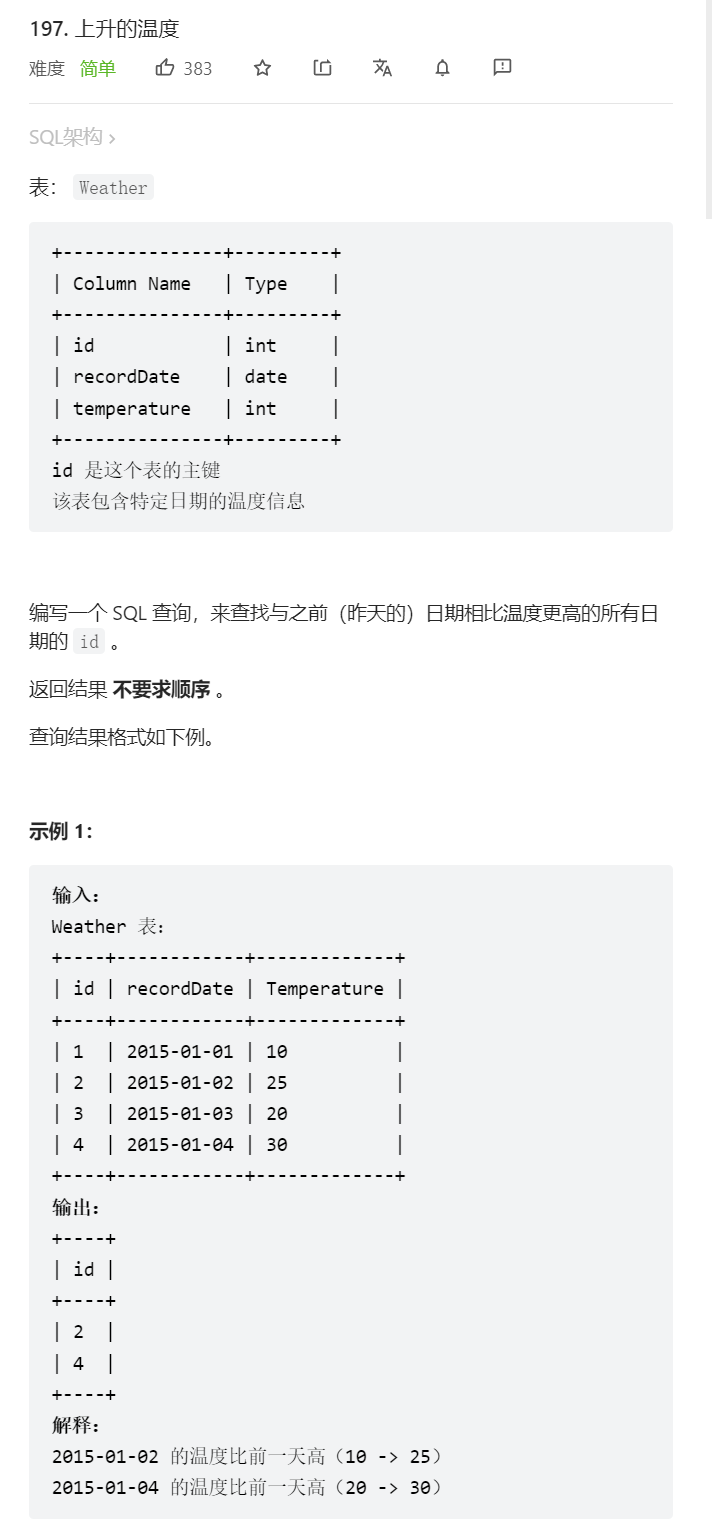 197. 上升的温度
难度 简单 383
SQL架构 ›
表： Weather
+---------------+---------+
| Column Name   | Type    |
+---------------+---------+
| id            | int     |
| recordDate    | date    |
| temperature   | int     |
+---------------+---------+
id 是这个表的主键
该表包含特定日期的温度信息
编写一个 SQL 查询，来查找与之前（昨天的）日期相比温度更高的所有日
期的 id 。
返回结果 不要求顺序 。
查询结果格式如下例。
示例 1：
输入：
Weather 表：
+----+------------+-------------+
| id | recordDate | Temperature |
+----+------------+-------------+
| 1  | 2015-01-01 | 10          |
| 2  | 2015-01-02 | 25          |
| 3  | 2015-01-03 | 20          |
| 4  | 2015-01-04 | 30          |
+----+------------+-------------+
输出：
+----+
| id |
+----+
| 2  |
| 4  |
+----+
解释：
2015-01-02 的温度比前一天高（10 -> 25）
2015-01-04 的温度比前一天高（20 -> 30）